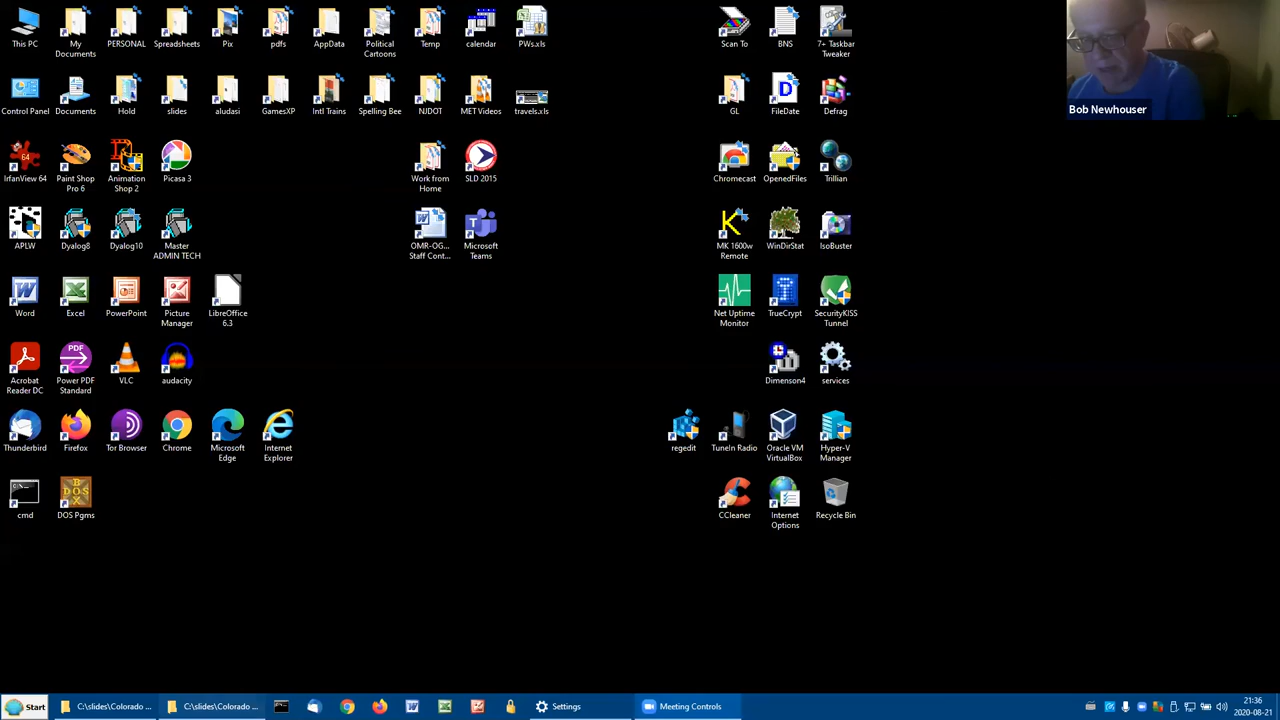 This PC
My
Documents
PERSONAL
Spreadsheets
Pix
pdfs
AppData
Political
Cartoons
Temp
calendar
PWs.xls
Scan To
BNS
7+ Taskbar
Tweaker
Control Panel
Documents
Hold
slides
aludasi
GamesXP
Intl Trains
Spelling Bee
NJDOT
MET Videos
travels.xls
GL
FileDate
Defrag
IrfanView 64
Paint Shop
Pro 6
Animation
Shop 2
Picasa 3
Work from
Home
SLD 2015
Chromecast
OpenedFiles
Trillian
APLW
Dyalog8
Dyalog10
Master
ADMIN TECH
OMR-OG...
Staff Cont...
Microsoft
Teams
MK 1600w
Remote
WinDirStat
IsoBuster
Word
Excel
PowerPoint
Picture
Manager
LibreOffice
6.3
Net Uptime
Monitor
TrueCrypt
SecurityKISS
Tunnel
Acrobat
Reader DC
Power PDF
Standard
VLC
audacity
Dimenson4
services
Thunderbird
Firefox
Tor Browser
Chrome
Microsoft
Edge
Internet
Explorer
regedit
TuneIn Radio
Oracle VM
VirtualBox
Hyper-V
Manager
cmd
DOS Pgms
CCleaner
Internet
Options
Recycle Bin
Bob Newhouser
Start
C:\slides\Colorado ...
C:\slides\Colorado ...
Settings
Meeting Controls
21:36
2020-08-21